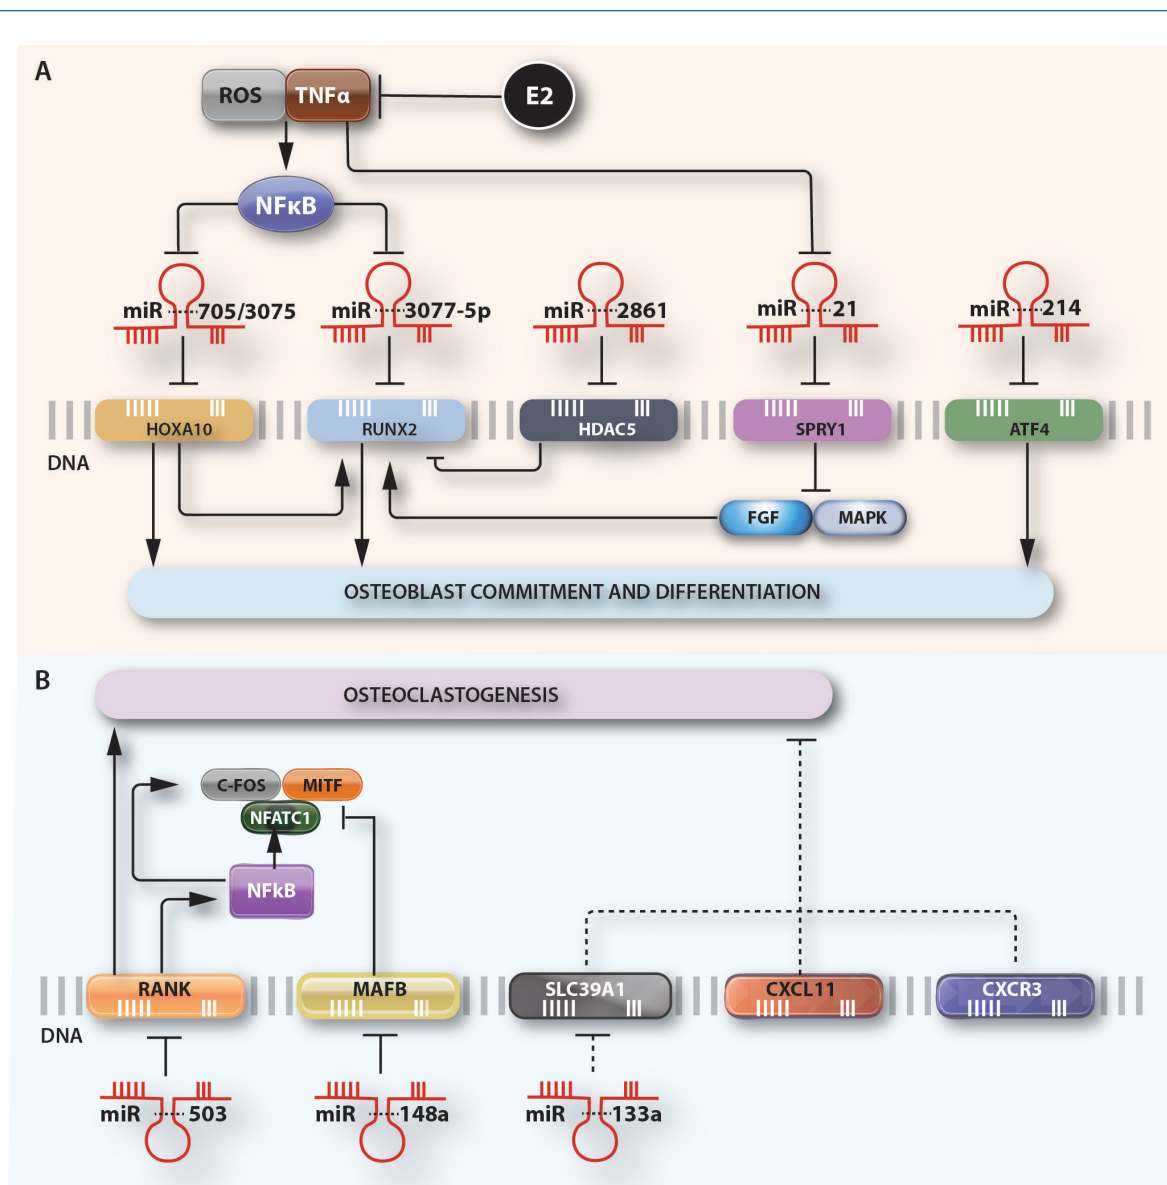 A
ROS TNFα E2
NFκB
miR 705/3075 miR 3077-5p miR 2861 miR 21 miR 214
HOXA10 RUNX2 HDAC5 SPRY1 ATF4
DNA
FGF MAPK
OSTEOBLAST COMMITMENT AND DIFFERENTIATION
B
OSTEOCLASTOGENESIS
C-FOS MITF
NFATC1
NFkB
RANK MAFB SLC39A1 CXCL11 CXCR3
DNA
miR 503 miR 148a miR 133a